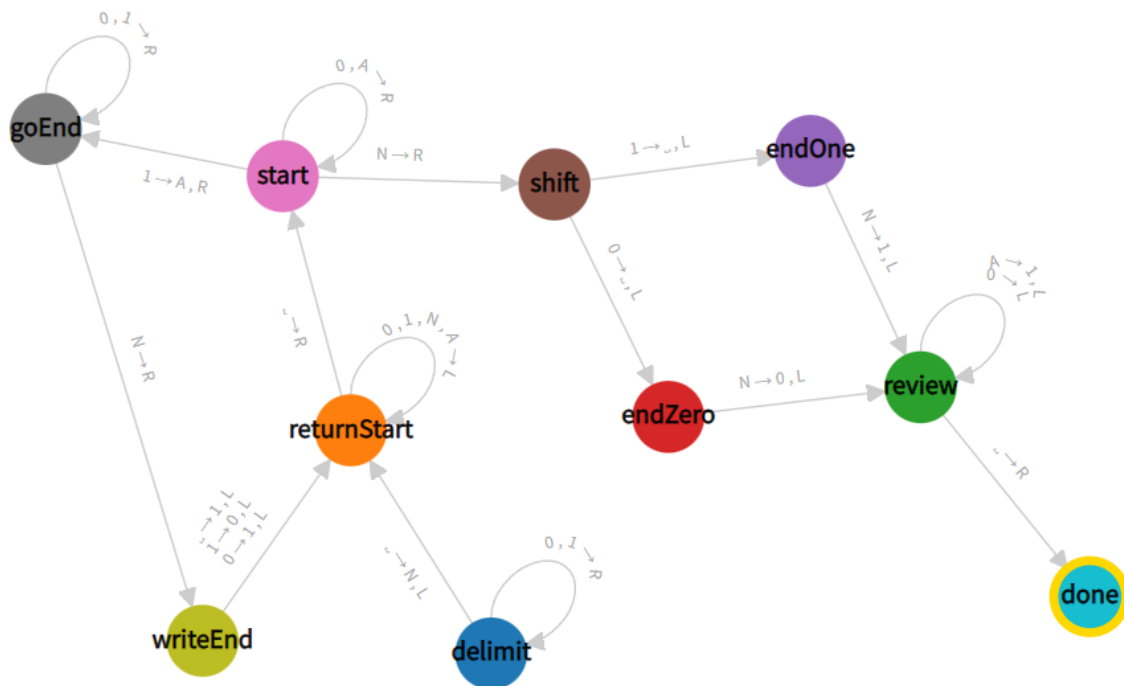 0,1→R
0,A→R
goEnd
1→A,R
start
N→R
shift
1→␣,L
endOne
N→1,L
0→␣,L
A→1,L
0→L
␣→R
0,1,N,A→L
N→R
returnStart
endZero
N→0,L
review
␣→R
␣→1,L
1→0,L
0→1,L
␣→N,L
0,1→R
writeEnd
delimit
done